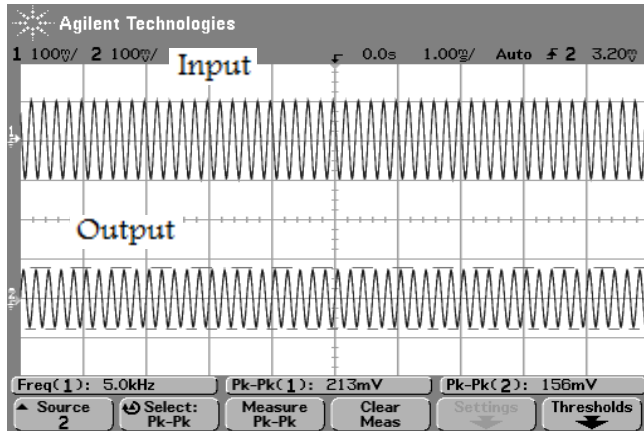 Agilent Technologies
1 100mV/ 2 100mV/ 0.0s 1.00ms/ Auto 2 3.20mV
Input
1
Output
2
Freq(1): 5.0kHz Pk-Pk(1): 213mV Pk-Pk(2): 156mV
Source Select: Measure Clear Settings Thresholds
2 Pk-Pk Pk-Pk Meas